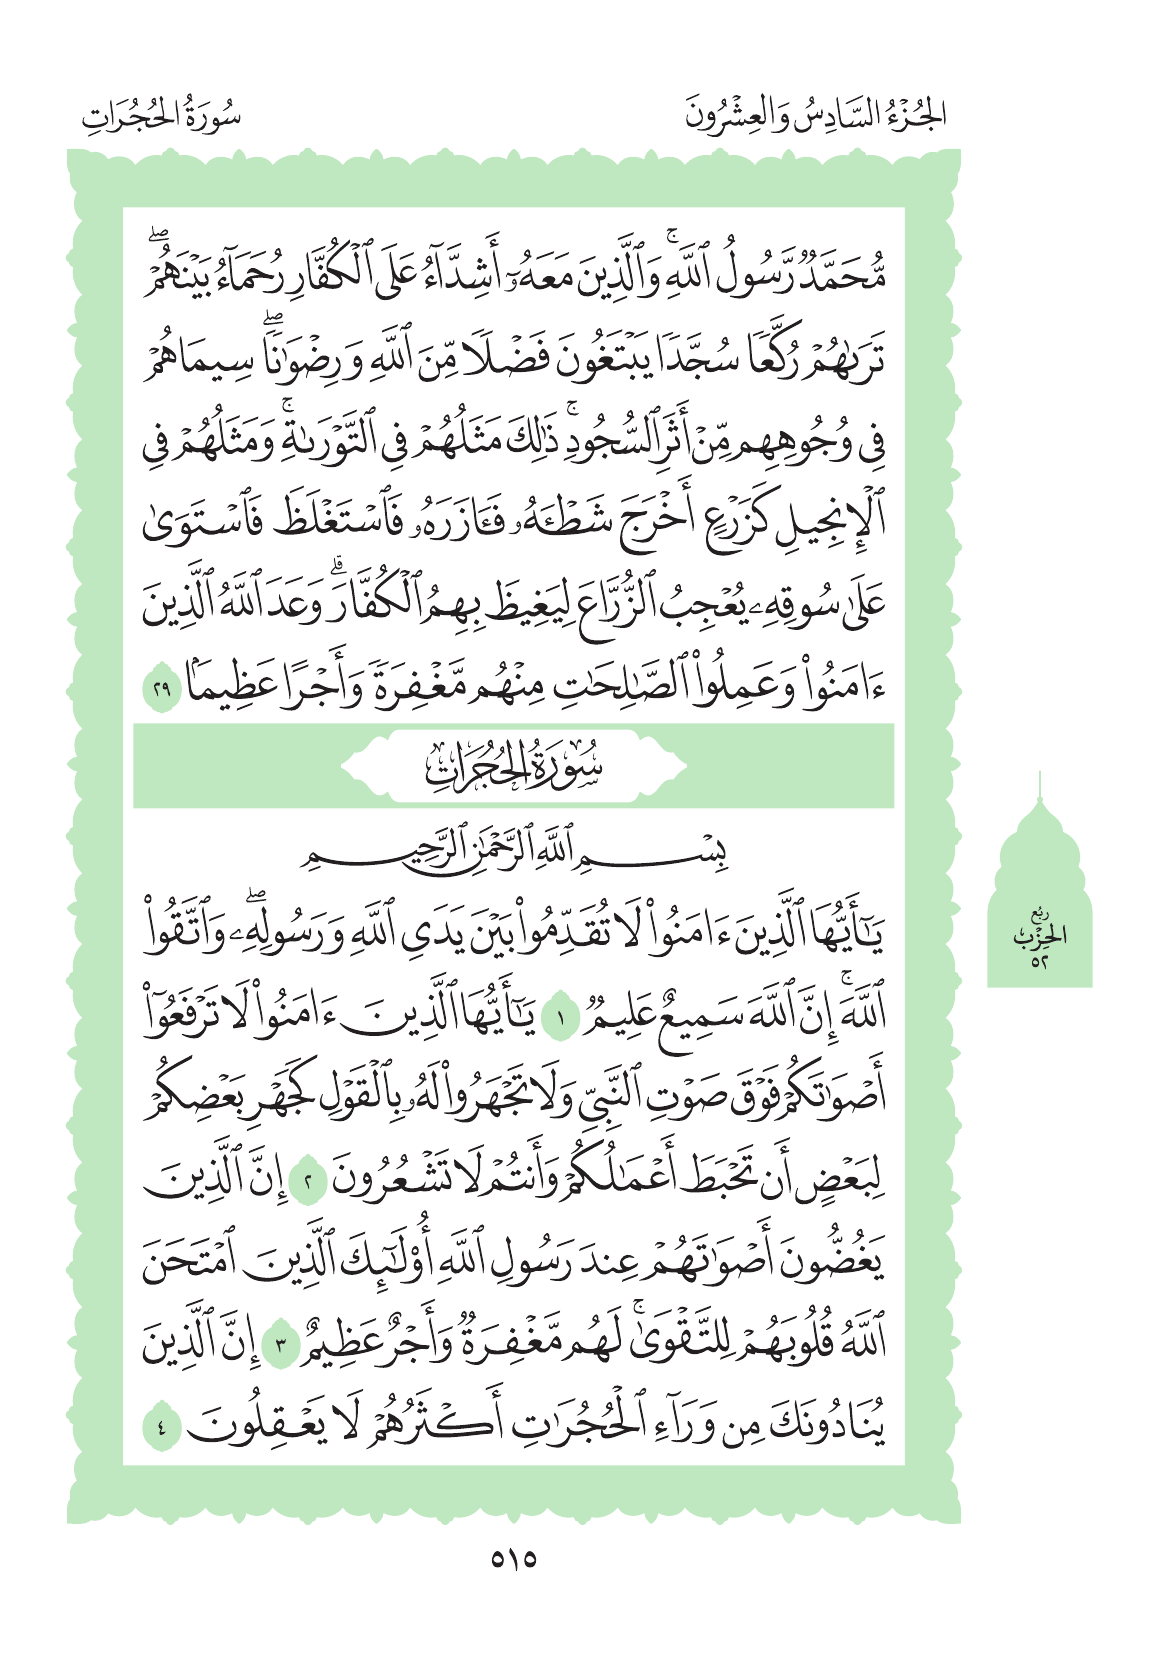 الجُزْءُ السَّادِسُ وَالعِشْرُونَ
سُورَةُ الحُجُرَاتِ
مُّحَمَّدٌ رَّسُولُ ٱللَّهِۚ وَٱلَّذِينَ مَعَهُۥٓ أَشِدَّآءُ عَلَى ٱلۡكُفَّارِ رُحَمَآءُ بَيۡنَهُمۡۖ
تَرَىٰهُمۡ رُكَّعٗا سُجَّدٗا يَبۡتَغُونَ فَضۡلٗا مِّنَ ٱللَّهِ وَرِضۡوَٰنٗاۖ سِيمَاهُمۡ
فِي وُجُوهِهِم مِّنۡ أَثَرِ ٱلسُّجُودِۚ ذَٰلِكَ مَثَلُهُمۡ فِي ٱلتَّوۡرَىٰةِۚ وَمَثَلُهُمۡ فِي
ٱلۡإِنجِيلِ كَزَرۡعٍ أَخۡرَجَ شَطۡـَٔهُۥ فَـَٔازَرَهُۥ فَٱسۡتَغۡلَظَ فَٱسۡتَوَىٰ
عَلَىٰ سُوقِهِۦ يُعۡجِبُ ٱلزُّرَّاعَ لِيَغِيظَ بِهِمُ ٱلۡكُفَّارَۗ وَعَدَ ٱللَّهُ ٱلَّذِينَ
ءَامَنُواْ وَعَمِلُواْ ٱلصَّٰلِحَٰتِ مِنۡهُم مَّغۡفِرَةٗ وَأَجۡرًا عَظِيمَۢا ٢٩
سُورَةُ الحُجُرَاتِ
بِسۡمِ ٱللَّهِ ٱلرَّحۡمَٰنِ ٱلرَّحِيمِ
يَٰٓأَيُّهَا ٱلَّذِينَ ءَامَنُواْ لَا تُقَدِّمُواْ بَيۡنَ يَدَيِ ٱللَّهِ وَرَسُولِهِۦۖ وَٱتَّقُواْ
ٱللَّهَۚ إِنَّ ٱللَّهَ سَمِيعٌ عَلِيمٞ ١ يَٰٓأَيُّهَا ٱلَّذِينَ ءَامَنُواْ لَا تَرۡفَعُوٓاْ
أَصۡوَٰتَكُمۡ فَوۡقَ صَوۡتِ ٱلنَّبِيِّ وَلَا تَجۡهَرُواْ لَهُۥ بِٱلۡقَوۡلِ كَجَهۡرِ بَعۡضِكُمۡ
لِبَعۡضٍ أَن تَحۡبَطَ أَعۡمَٰلُكُمۡ وَأَنتُمۡ لَا تَشۡعُرُونَ ٢ إِنَّ ٱلَّذِينَ
يَغُضُّونَ أَصۡوَٰتَهُمۡ عِندَ رَسُولِ ٱللَّهِ أُوْلَٰٓئِكَ ٱلَّذِينَ ٱمۡتَحَنَ
ٱللَّهُ قُلُوبَهُمۡ لِلتَّقۡوَىٰۚ لَهُم مَّغۡفِرَةٞ وَأَجۡرٌ عَظِيمٌ ٣ إِنَّ ٱلَّذِينَ
يُنَادُونَكَ مِن وَرَآءِ ٱلۡحُجُرَٰتِ أَكۡثَرُهُمۡ لَا يَعۡقِلُونَ ٤
رُبُع
الحِزْب
٥٢
٥١٥